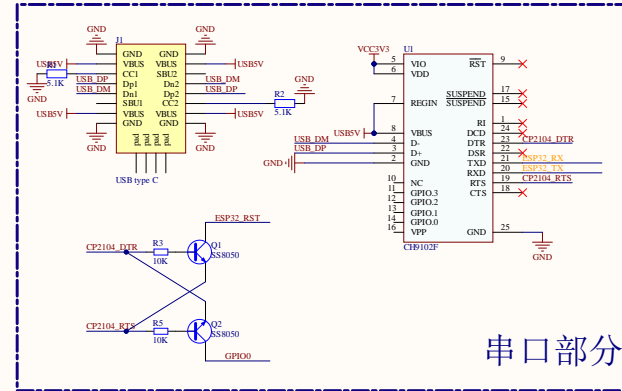 J1
GND GND
USB5V VBUS VBUS USB5V
R1 CC1 SBU2
5.1K USB_DP Dp1 Dn2 USB_DM
GND USB_DM Dn1 Dp2 USB_DP
SBU1 CC2 R2 5.1K GND
USB5V VBUS VBUS USB5V
GND GND
GND GND
pad pad pad pad
USB type C
U1
VCC3V3 5 VIO RST 9
6 VDD
SUSPEND 17
7 REGIN SUSPEND 15
RI 1
USB5V 8 VBUS DCD 24
USB_DM 4 D- DTR 23 CP2104_DTR
USB_DP 3 D+ DSR 22
GND 2 GND TXD 21 ESP32_RX
RXD 20 ESP32_TX
10 NC RTS 19 CP2104_RTS
11 GPIO.3 CTS 18
12 GPIO.2
13 GPIO.1
14 GPIO.0
16 VPP GND 25
GND
CH9102F
ESP32_RST
CP2104_DTR R3 Q1
10K SS8050
CP2104_RTS R5 Q2
10K SS8050
GPIO0
串口部分